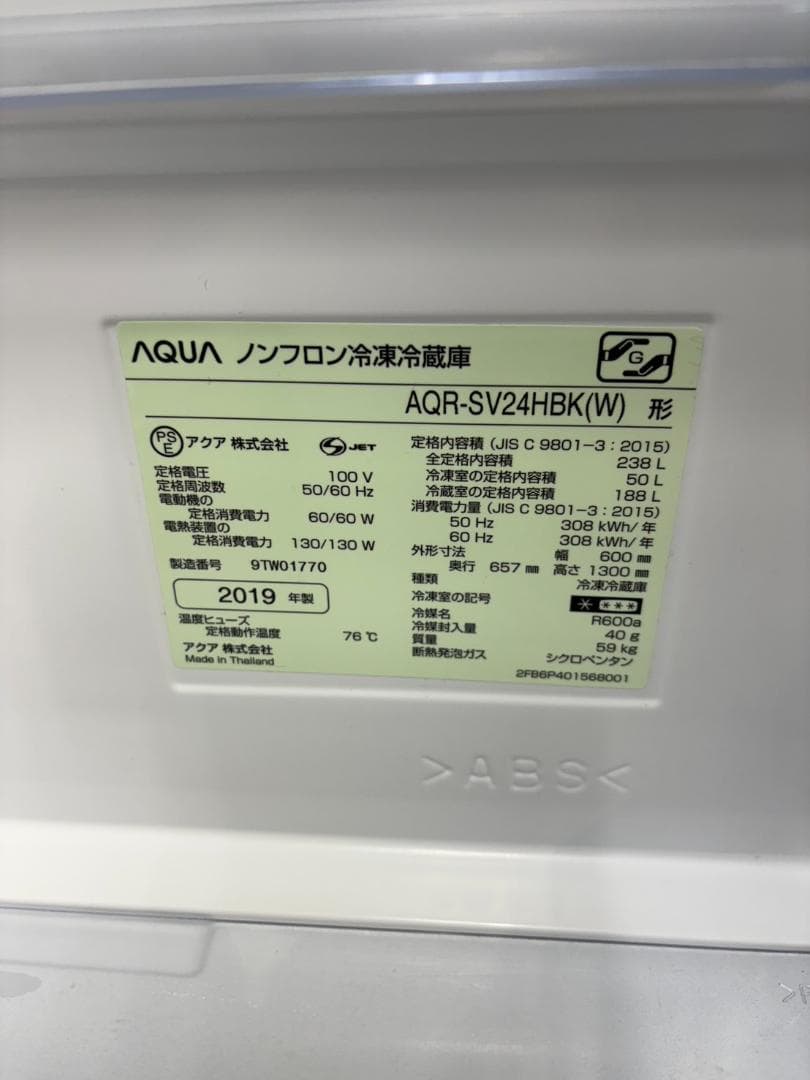 AQUA ノンフロン冷凍冷蔵庫
G
AQR-SV24HBK(W) 形
PSE アクア 株式会社 S JET
定格電圧 100 V
定格周波数 50/60 Hz
電動機の
定格消費電力 60/60 W
電熱装置の
定格消費電力 130/130 W
製造番号 9TW01770
2019 年製
温度ヒューズ
定格動作温度 76 ℃
アクア 株式会社
Made in Thailand
定格内容積 (JIS C 9801-3 : 2015)
全定格内容積 238 L
冷凍室の定格内容積 50 L
冷蔵室の定格内容積 188 L
消費電力量 (JIS C 9801-3 : 2015)
50 Hz 308 kWh/年
60 Hz 308 kWh/年
外形寸法 幅 600 ㎜
奥行 657 ㎜ 高さ 1300 ㎜
種類 冷凍冷蔵庫
冷凍室の記号 * ***
冷媒名 R600a
冷媒封入量 40 g
質量 59 kg
断熱発泡ガス シクロペンタン
2FB6P401568001
>ABS<